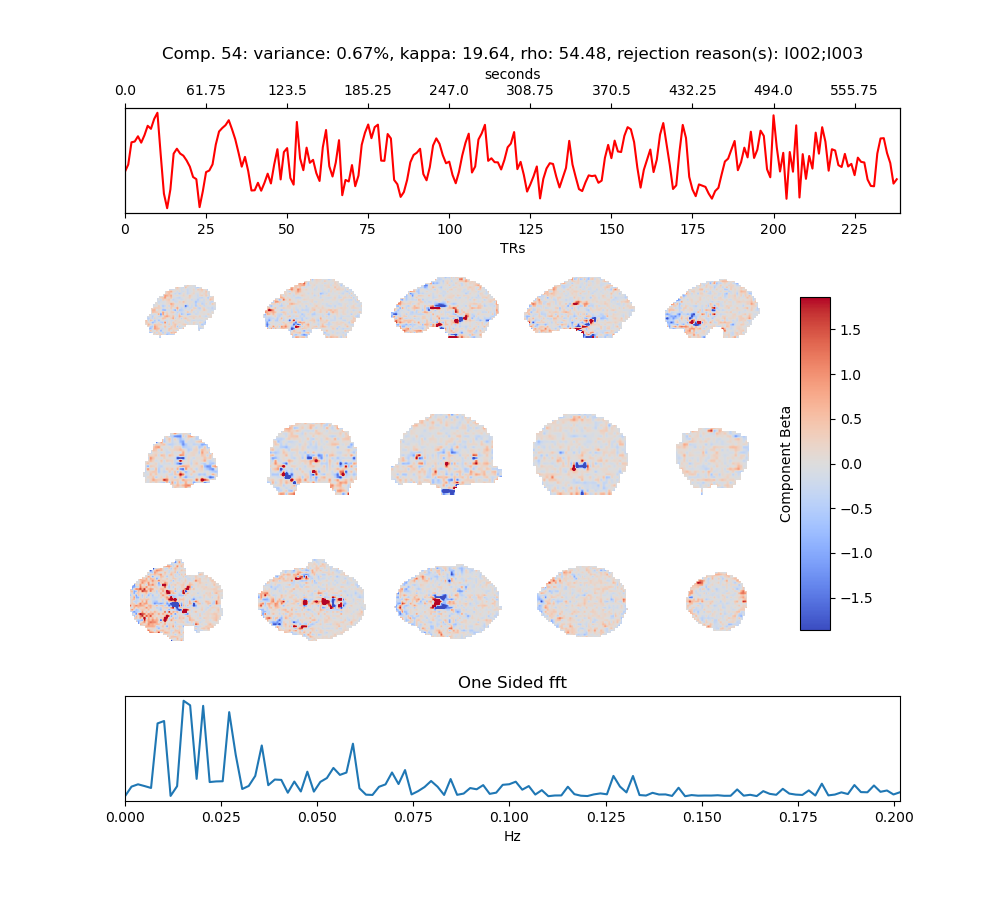 Comp. 54: variance: 0.67%, kappa: 19.64, rho: 54.48, rejection reason(s): I002;I003
seconds
0.0 61.75 123.5 185.25 247.0 308.75 370.5 432.25 494.0 555.75
0 25 50 75 100 125 150 175 200 225
TRs
1.5
1.0
0.5
0.0
−0.5
−1.0
−1.5
Component Beta
One Sided fft
0.000 0.025 0.050 0.075 0.100 0.125 0.150 0.175 0.200
Hz